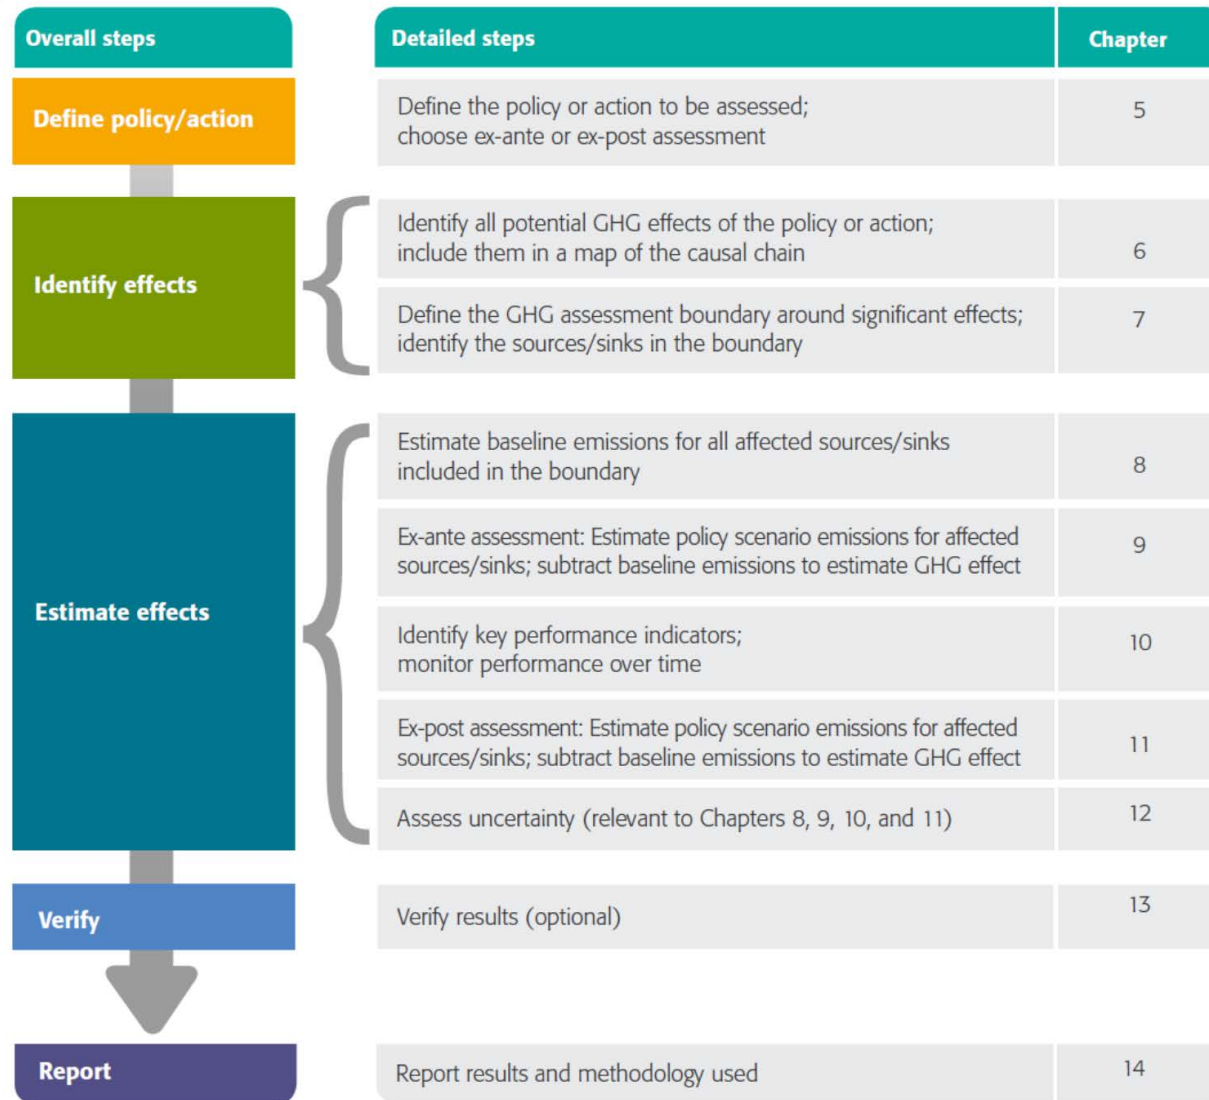 Overall steps
Detailed steps
Chapter
Define policy/action
Define the policy or action to be assessed;
choose ex-ante or ex-post assessment
5
Identify effects
Identify all potential GHG effects of the policy or action;
include them in a map of the causal chain
6
Define the GHG assessment boundary around significant effects;
identify the sources/sinks in the boundary
7
Estimate effects
Estimate baseline emissions for all affected sources/sinks
included in the boundary
8
Ex-ante assessment: Estimate policy scenario emissions for affected
sources/sinks; subtract baseline emissions to estimate GHG effect
9
Identify key performance indicators;
monitor performance over time
10
Ex-post assessment: Estimate policy scenario emissions for affected
sources/sinks; subtract baseline emissions to estimate GHG effect
11
Assess uncertainty (relevant to Chapters 8, 9, 10, and 11)
12
Verify
Verify results (optional)
13
Report
Report results and methodology used
14